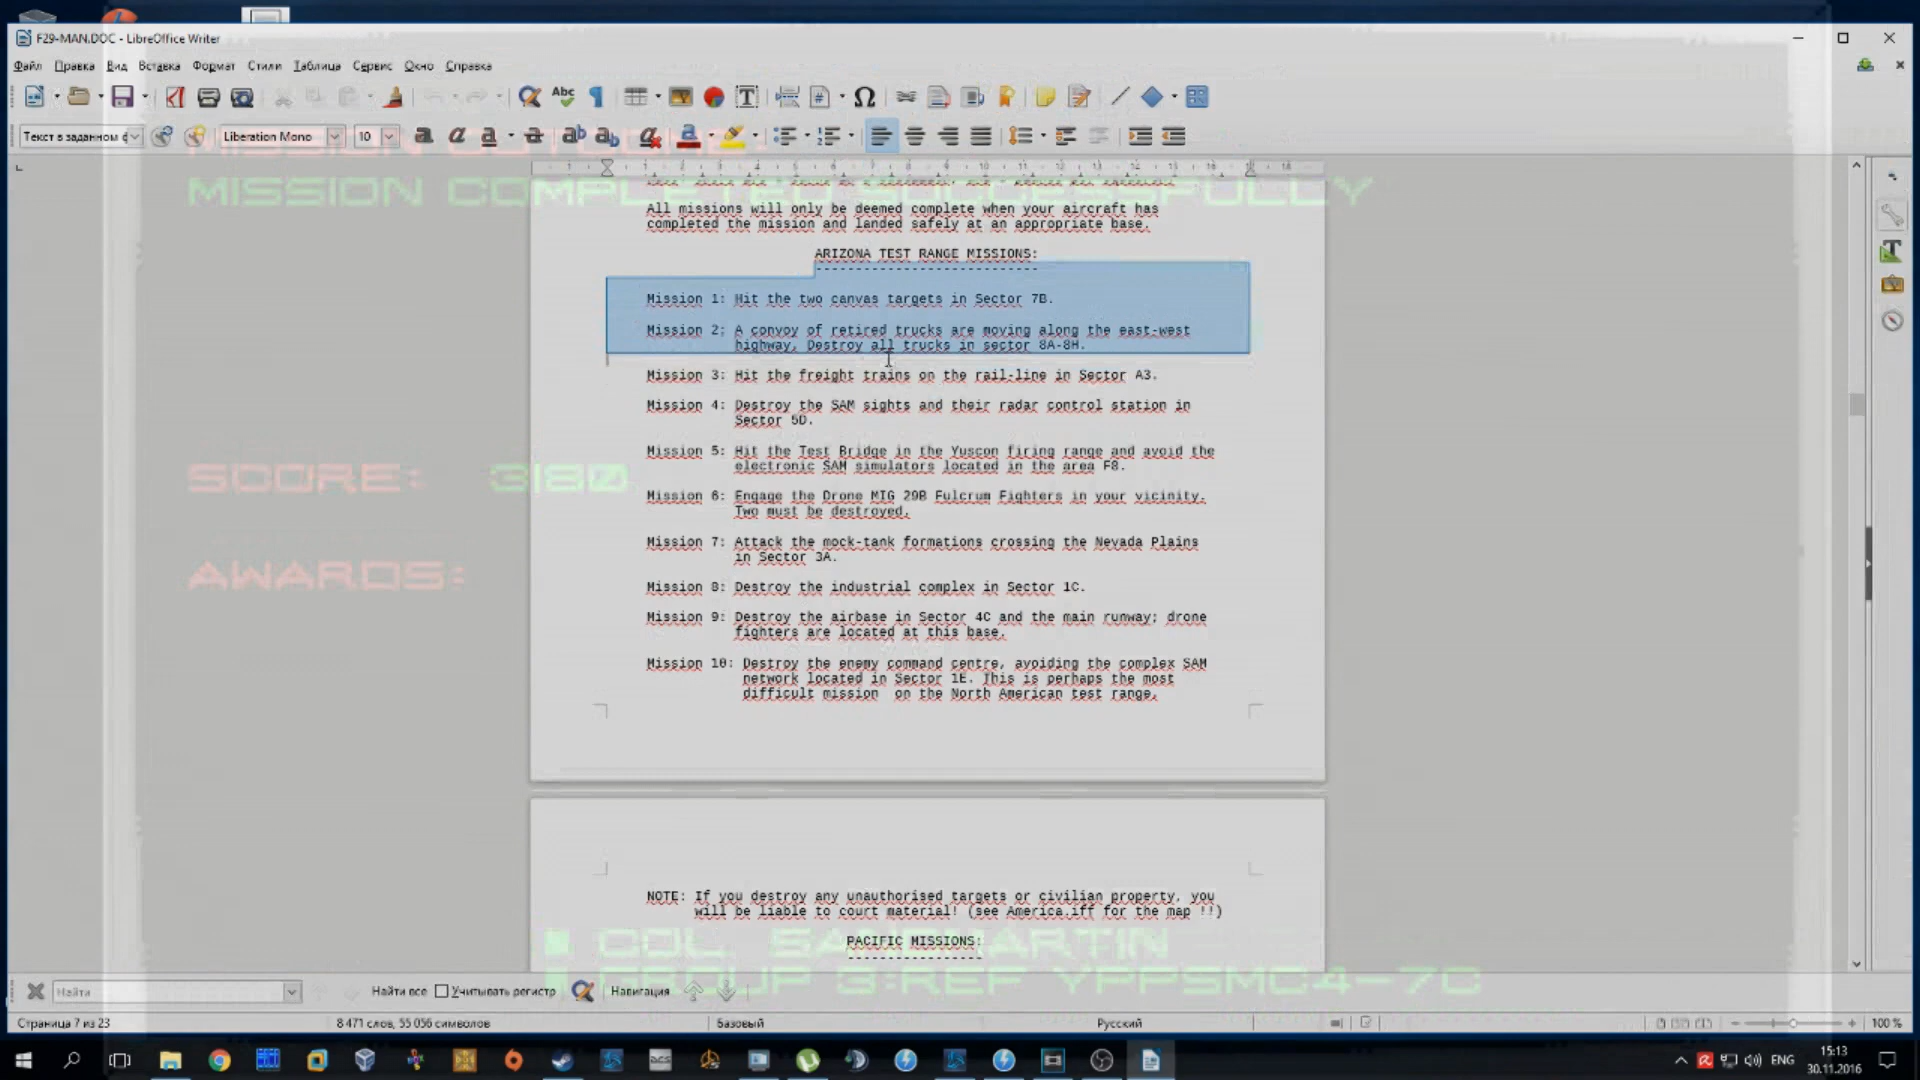 F29-MAN.DOC - LibreOffice Writer
Файл Правка Вид Вставка Формат Стили Таблица Сервис Окно Справка
Текст в заданном ф Liberation Mono 10
MISSION COMPLETED SUCCESSFULLY
All missions will only be deemed complete when your aircraft has
completed the mission and landed safely at an appropriate base.
ARIZONA TEST RANGE MISSIONS:
----------------------------
Mission 1: Hit the two canvas targets in Sector 7B.
Mission 2: A convoy of retired trucks are moving along the east-west
highway. Destroy all trucks in sector 8A-8H.
Mission 3: Hit the freight trains on the rail-line in Sector A3.
Mission 4: Destroy the SAM sights and their radar control station in
Sector 5D.
Mission 5: Hit the Test Bridge in the Yuscon firing range and avoid the
electronic SAM simulators located in the area F8.
SCORE: 3180
Mission 6: Engage the Drone MIG 29B Fulcrum Fighters in your vicinity.
Two must be destroyed.
Mission 7: Attack the mock-tank formations crossing the Nevada Plains
in Sector 3A.
AWARDS:
Mission 8: Destroy the industrial complex in Sector 1C.
Mission 9: Destroy the airbase in Sector 4C and the main runway; drone
fighters are located at this base.
Mission 10: Destroy the enemy command centre, avoiding the complex SAM
network located in Sector 1E. This is perhaps the most
difficult mission on the North American test range.
NOTE: If you destroy any unauthorised targets or civilian property, you
will be liable to court material! (see America.iff for the map !!)
PACIFIC MISSIONS:
-----------------
COL. SANDMARTIN
GROUP 3:REF YPPSMC4-7C
Найти Найти все Учитывать регистр Навигация
Страница 7 из 23 8 471 слов, 55 056 символов Базовый Русский 100 %
ENG 15:13
30.11.2016